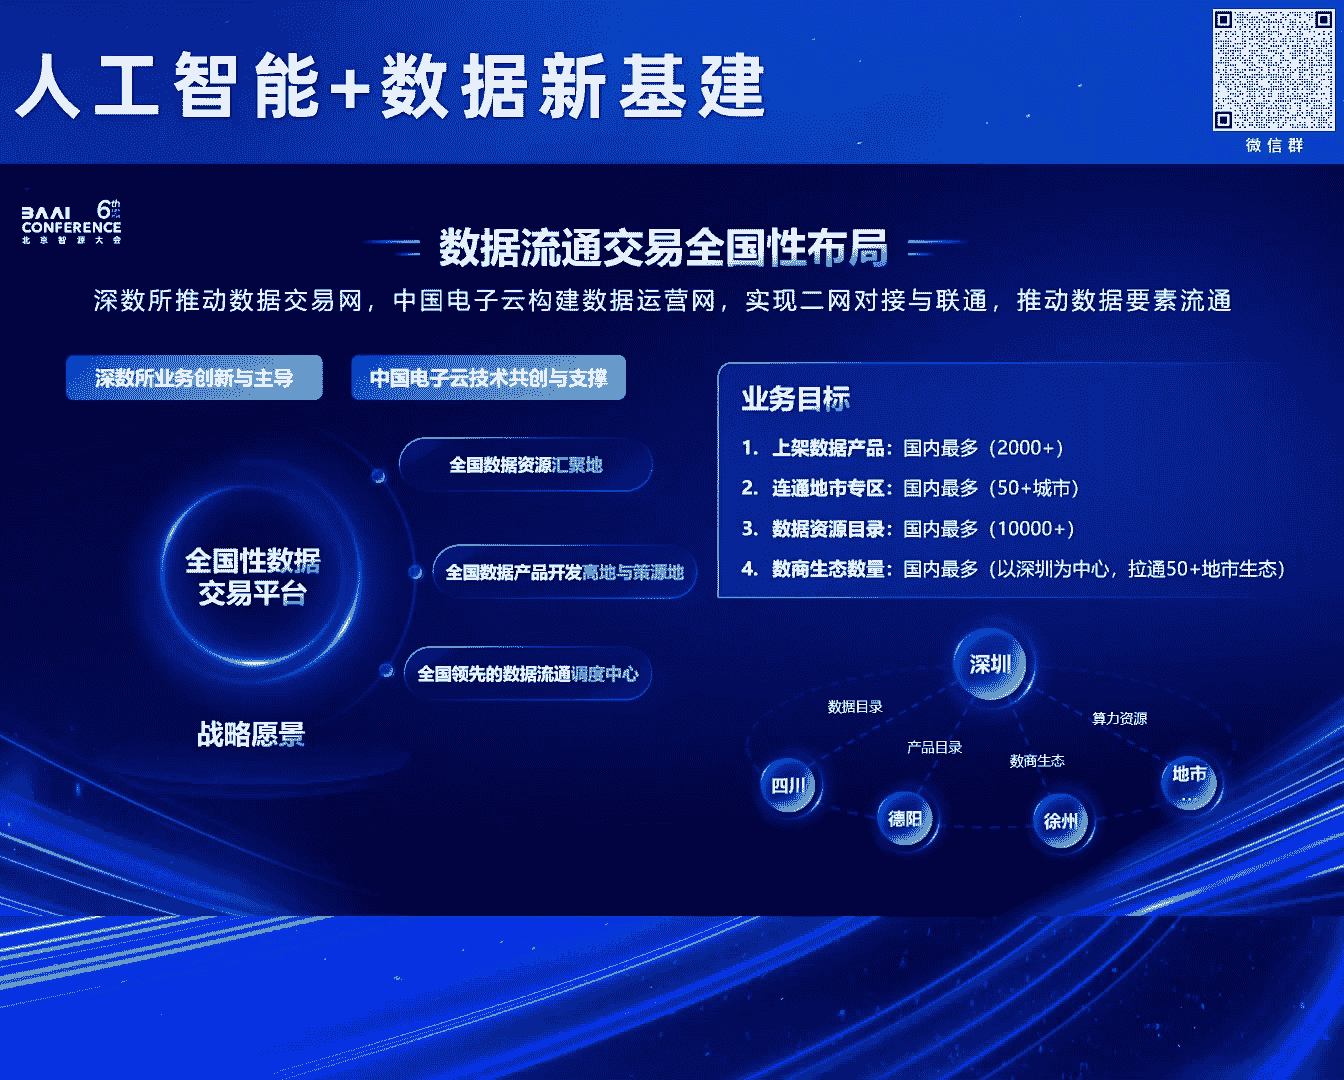 人工智能+数据新基建
微信群
BAAI 6th
CONFERENCE
北京智源大会
数据流通交易全国性布局
深数所推动数据交易网，中国电子云构建数据运营网，实现二网对接与联通，推动数据要素流通
深数所业务创新与主导
中国电子云技术共创与支撑
全国数据资源汇聚地
全国性数据
交易平台
全国数据产品开发高地与策源地
全国领先的数据流通调度中心
战略愿景
业务目标
1. 上架数据产品：国内最多（2000+）
2. 连通地市专区：国内最多（50+城市）
3. 数据资源目录：国内最多（10000+）
4. 数商生态数量：国内最多（以深圳为中心，拉通50+地市生态）
深圳
数据目录
算力资源
产品目录
数商生态
四川
德阳
徐州
地市
...